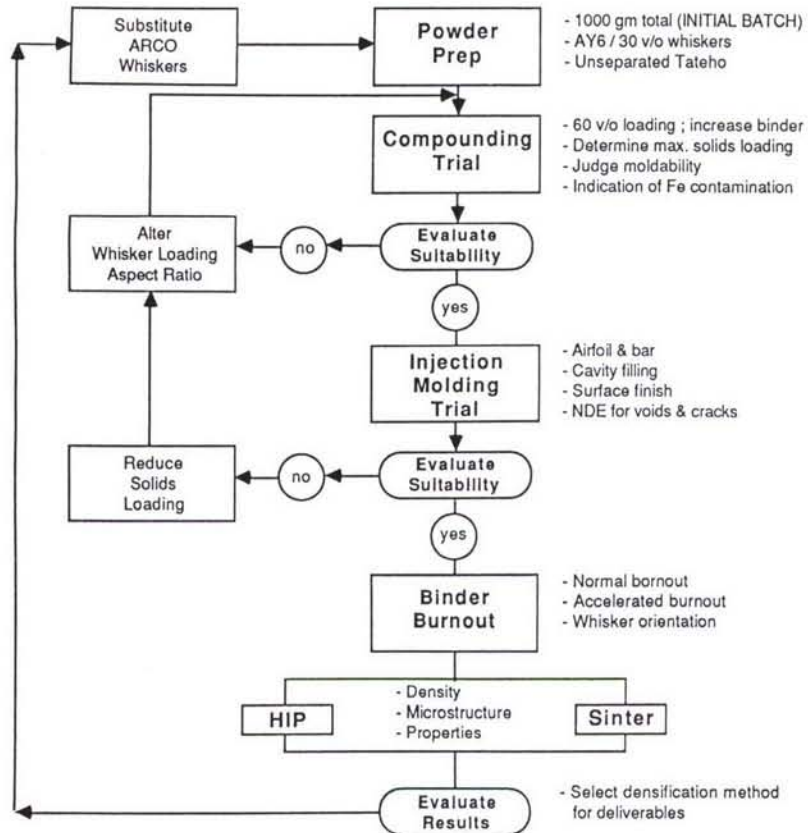 Substitute
ARCO
Whiskers
Powder
Prep
- 1000 gm total (INITIAL BATCH)
- AY6 / 30 v/o whiskers
- Unseparated Tateho
Compounding
Trial
- 60 v/o loading ; increase binder
- Determine max. solids loading
- Judge moldability
- Indication of Fe contamination
Alter
Whisker Loading
Aspect Ratio
no
Evaluate
Suitability
yes
Injection
Molding
Trial
- Airfoil & bar
- Cavity filling
- Surface finish
- NDE for voids & cracks
Reduce
Solids
Loading
no
Evaluate
Suitability
yes
Binder
Burnout
- Normal bornout
- Accelerated burnout
- Whisker orientation
HIP
- Density
- Microstructure
- Properties
Sinter
Evaluate
Results
- Select densification method
for deliverables